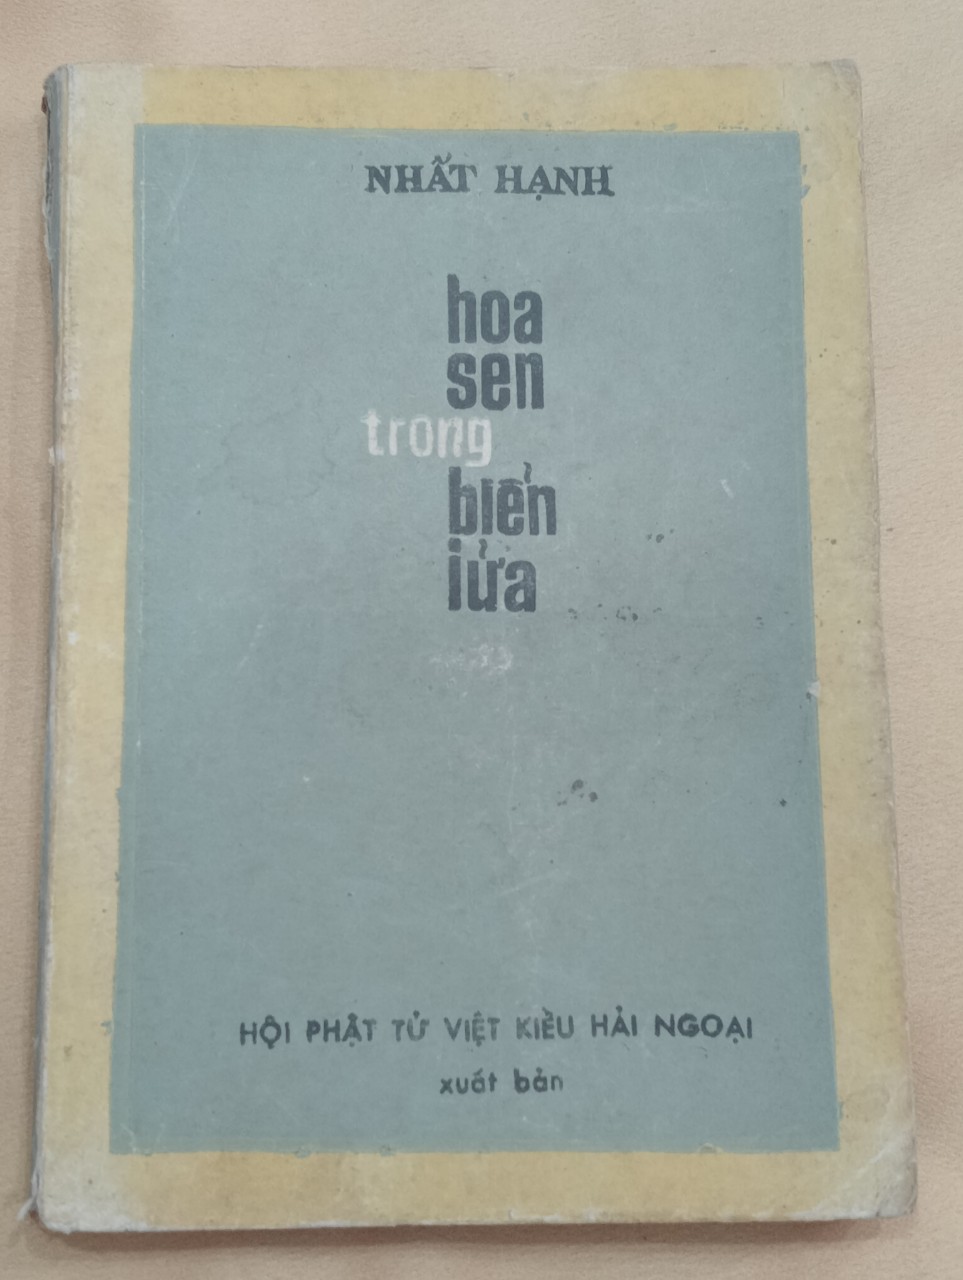 NHẤT HẠNH
hoa
sen
trong
biển
lửa
HỘI PHẬT TỬ VIỆT KIỀU HẢI NGOẠI
xuất bản